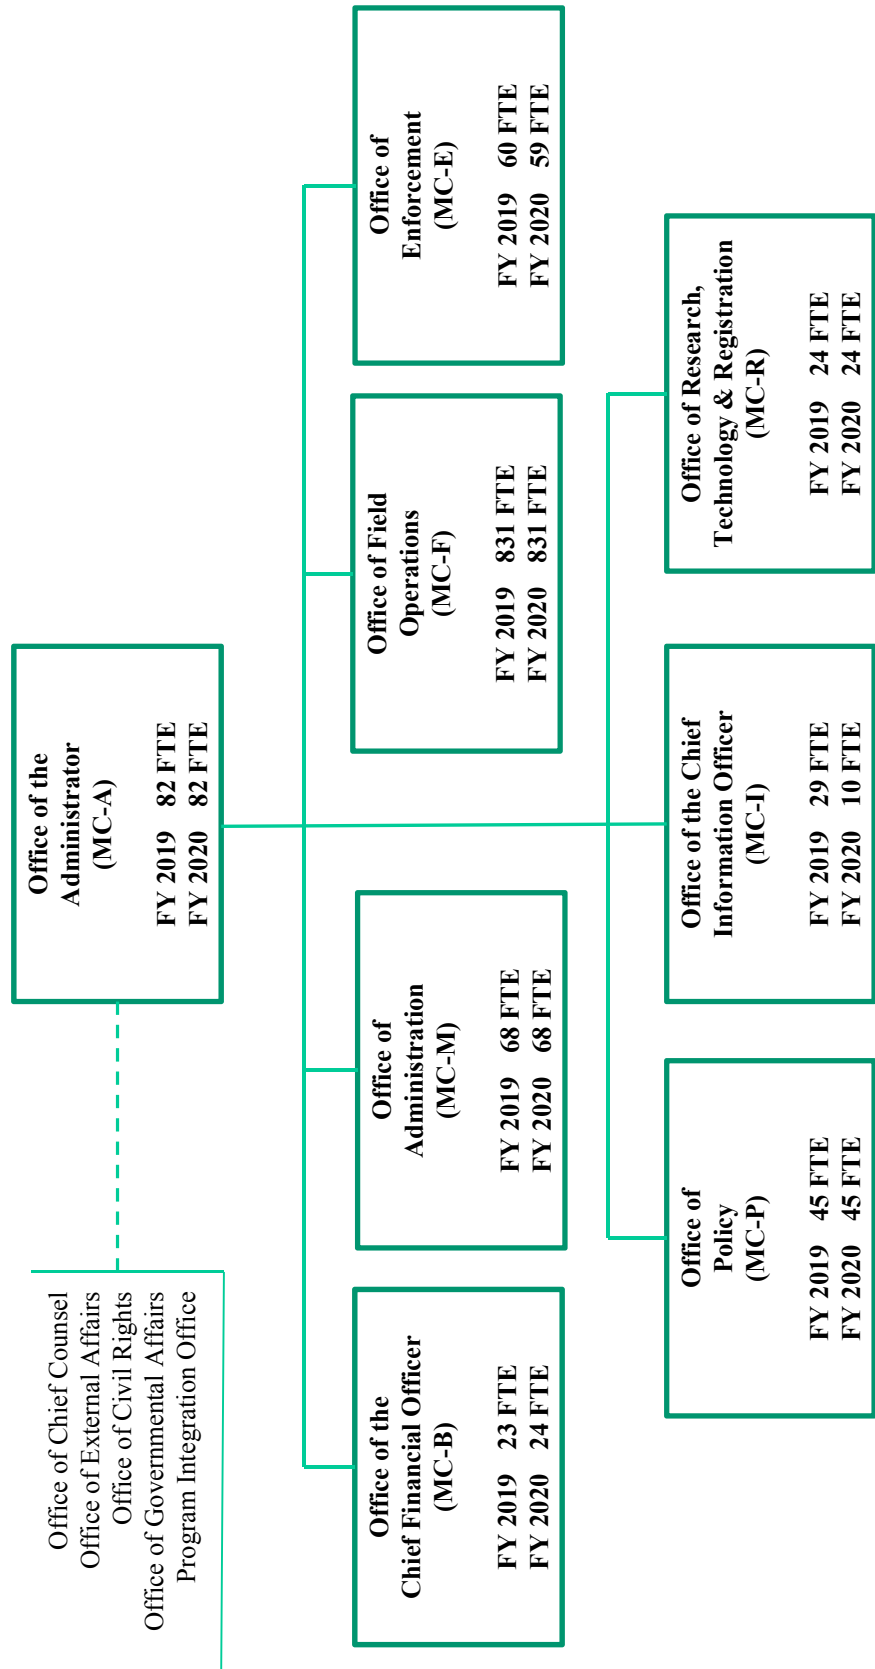 Office of Chief Counsel
Office of External Affairs
Office of Civil Rights
Office of Governmental Affairs
Program Integration Office
Office of the
Administrator
(MC-A)
FY 2019 82 FTE
FY 2020 82 FTE
Office of the
Chief Financial Officer
(MC-B)
FY 2019 23 FTE
FY 2020 24 FTE
Office of
Administration
(MC-M)
FY 2019 68 FTE
FY 2020 68 FTE
Office of Field
Operations
(MC-F)
FY 2019 831 FTE
FY 2020 831 FTE
Office of
Enforcement
(MC-E)
FY 2019 60 FTE
FY 2020 59 FTE
Office of
Policy
(MC-P)
FY 2019 45 FTE
FY 2020 45 FTE
Office of the Chief
Information Officer
(MC-I)
FY 2019 29 FTE
FY 2020 10 FTE
Office of Research,
Technology & Registration
(MC-R)
FY 2019 24 FTE
FY 2020 24 FTE